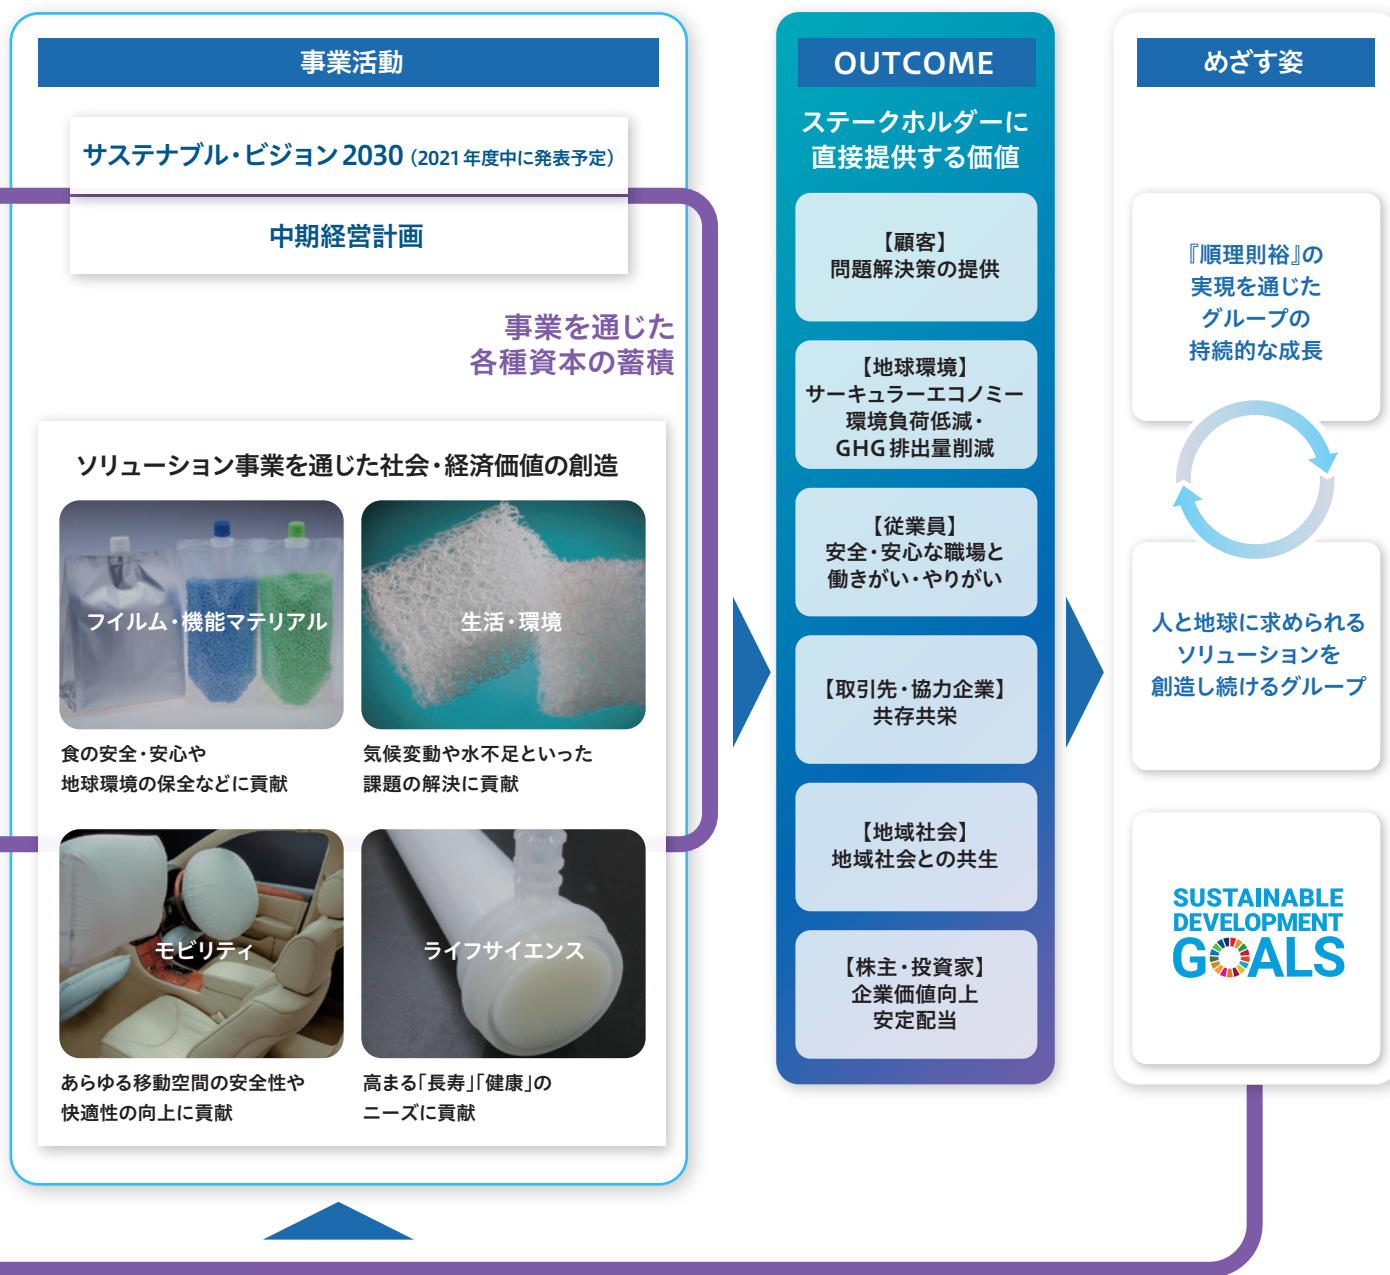 事業活動
サステナブル・ビジョン2030（2021年度中に発表予定）
中期経営計画
事業を通じた
各種資本の蓄積
ソリューション事業を通じた社会・経済価値の創造
フイルム・機能マテリアル
食の安全・安心や
地球環境の保全などに貢献
生活・環境
気候変動や水不足といった
課題の解決に貢献
モビリティ
あらゆる移動空間の安全性や
快適性の向上に貢献
ライフサイエンス
高まる「長寿」「健康」の
ニーズに貢献
OUTCOME
ステークホルダーに
直接提供する価値
【顧客】
問題解決策の提供
【地球環境】
サーキュラーエコノミー
環境負荷低減・
GHG排出量削減
【従業員】
安全・安心な職場と
働きがい・やりがい
【取引先・協力企業】
共存共栄
【地域社会】
地域社会との共生
【株主・投資家】
企業価値向上
安定配当
めざす姿
『順理則裕』の
実現を通じた
グループの
持続的な成長
人と地球に求められる
ソリューションを
創造し続けるグループ
SUSTAINABLE
DEVELOPMENT
GOALS